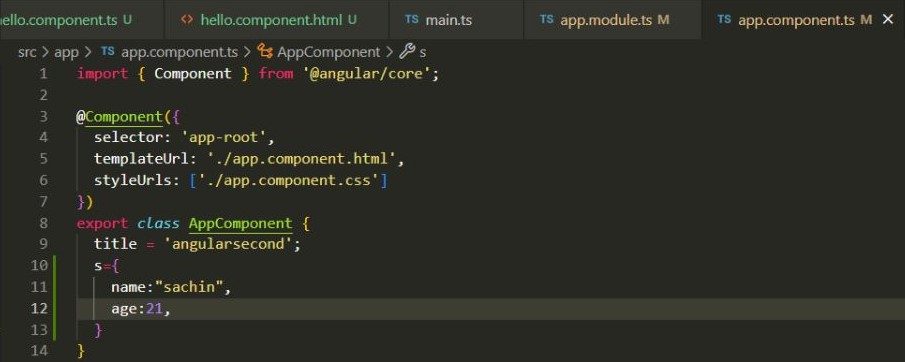 ello.component.ts U
<> hello.component.html U
TS main.ts
TS app.module.ts M
TS app.component.ts M ×
src > app > TS app.component.ts > AppComponent > s
1 import { Component } from '@angular/core';
2
3 @Component({
4 selector: 'app-root',
5 templateUrl: './app.component.html',
6 styleUrls: ['./app.component.css']
7 })
8 export class AppComponent {
9 title = 'angularsecond';
10 s={
11 name:"sachin",
12 age:21,
13 }
14 }